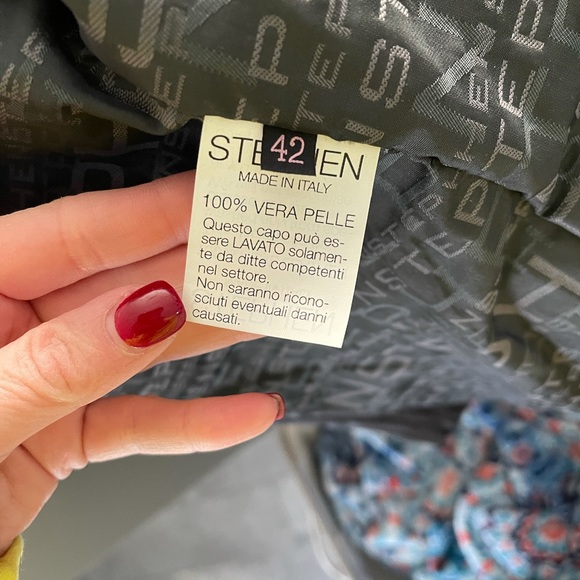 STEPHEN
42
MADE IN ITALY
100% VERA PELLE
Questo capo può es-
sere LAVATO solamen-
te da ditte competenti
nel settore.
Non saranno ricono-
sciuti eventuali danni
causati.